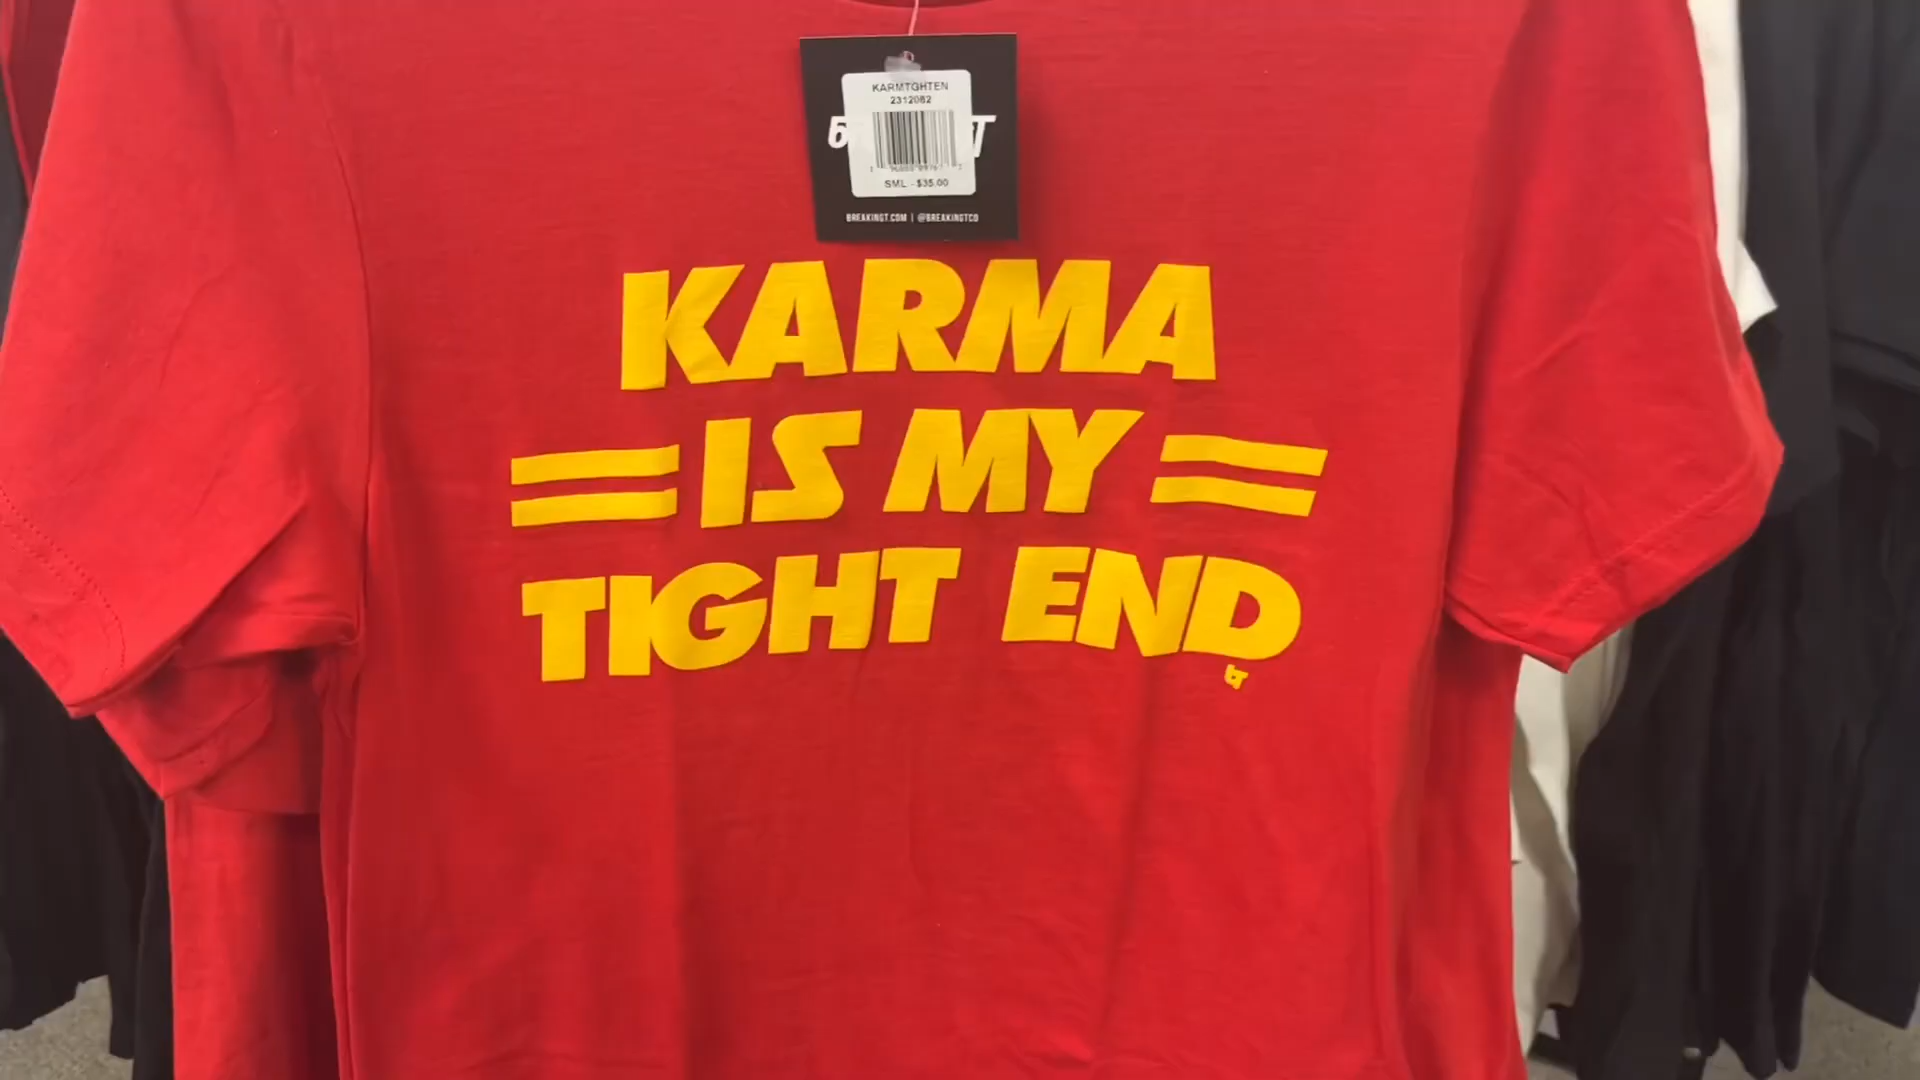 KARMTGHTEN
2312082
SML - $35.00
BREAKINGT.COM | @BREAKINGTCO
KARMA
IS MY
TIGHT END